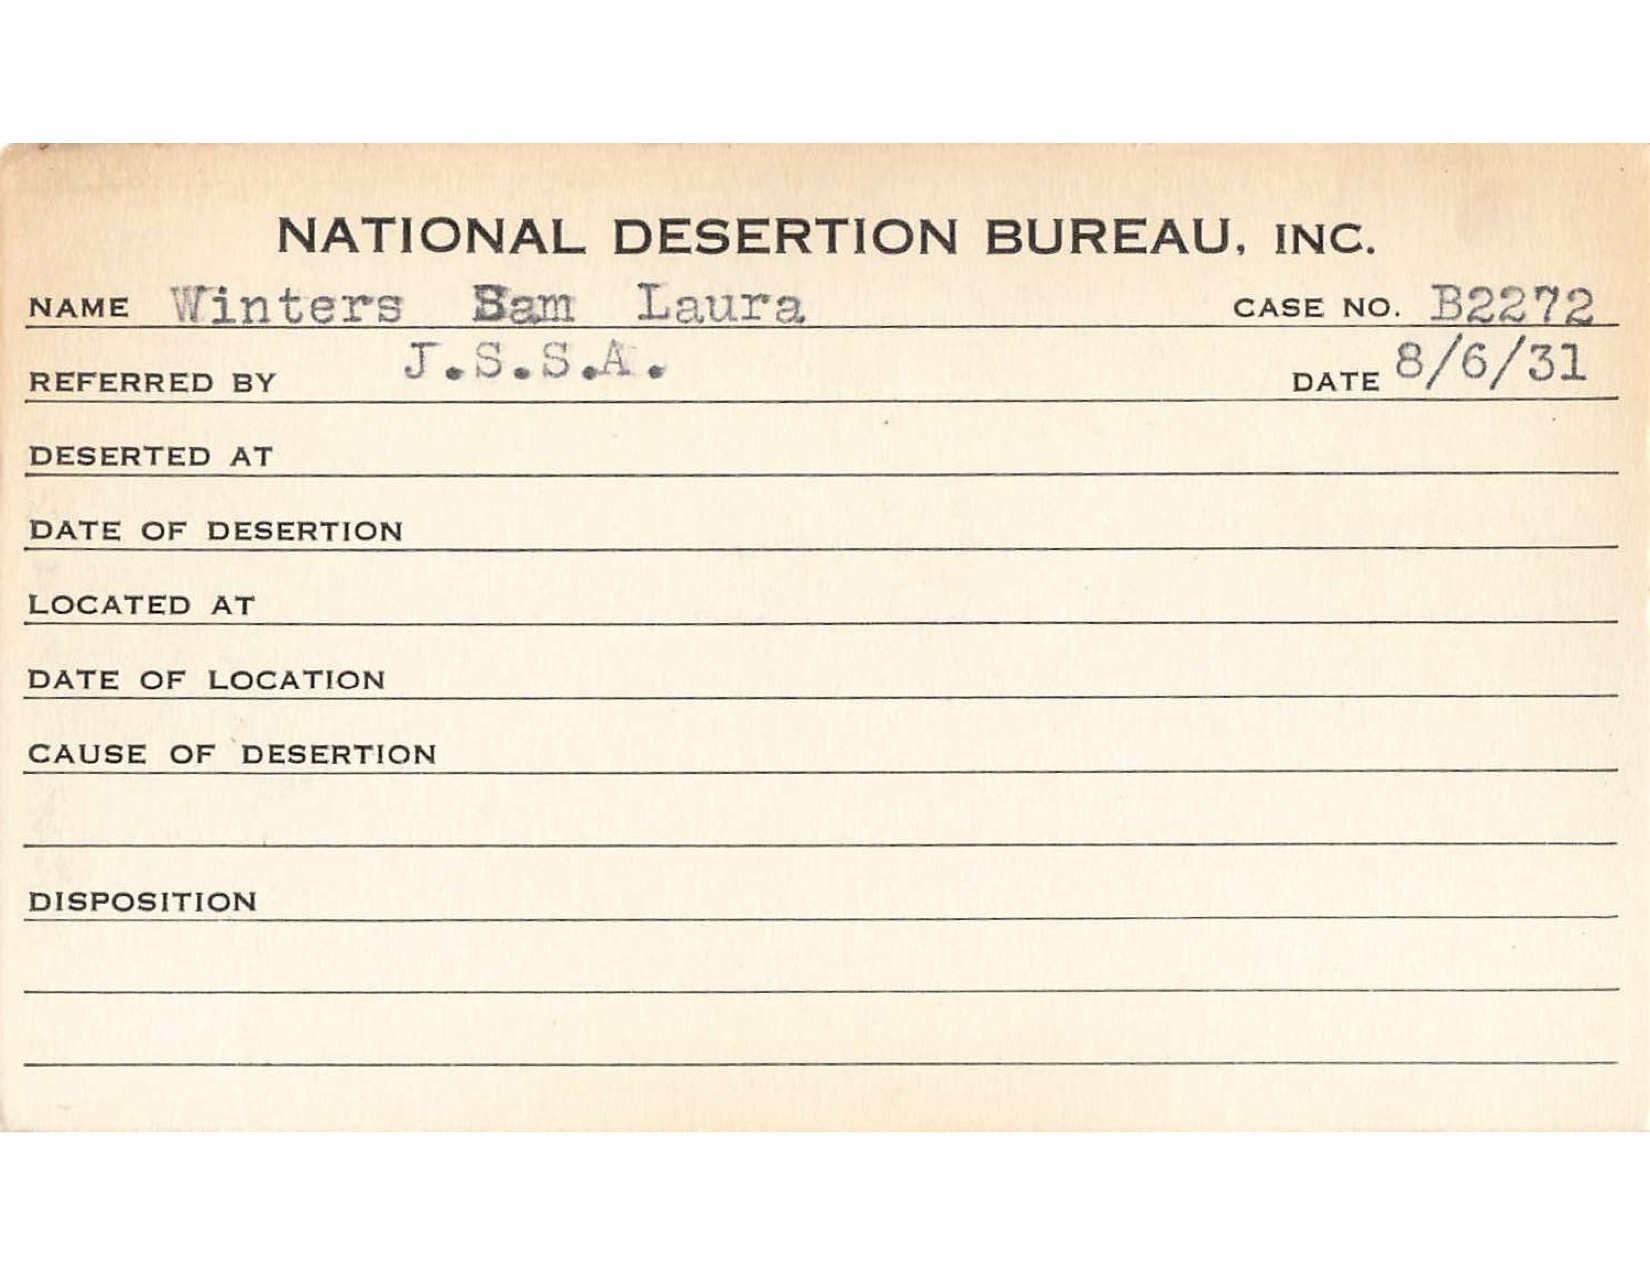 NATIONAL DESERTION BUREAU, INC.
NAME Winters Sam Laura CASE NO. B2272
REFERRED BY J.S.S.A. DATE 8/6/31
DESERTED AT
DATE OF DESERTION
LOCATED AT
DATE OF LOCATION
CAUSE OF DESERTION
DISPOSITION